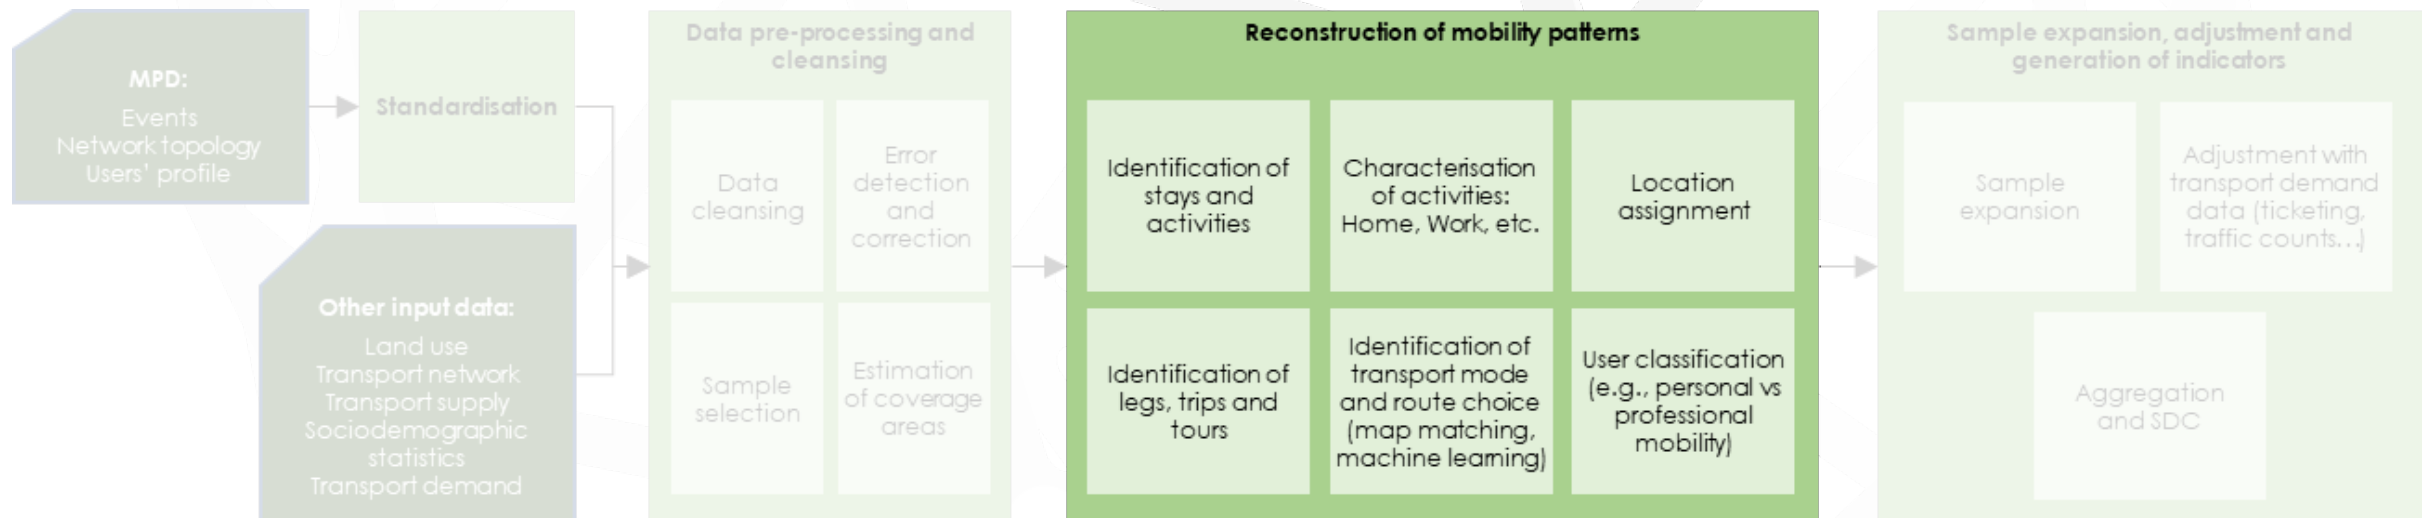 MPD:
Events
Network topology
Users' profile
Standardisation
Other input data:
Land use
Transport network
Transport supply
Sociodemographic
statistics
Transport demand
Data pre-processing and
cleansing
Data
cleansing
Error
detection
and
correction
Sample
selection
Estimation
of coverage
areas
Reconstruction of mobility patterns
Identification of
stays and
activities
Characterisation
of activities:
Home, Work, etc.
Location
assignment
Identification of
legs, trips and
tours
Identification of
transport mode
and route choice
(map matching,
machine learning)
User classification
(e.g., personal vs
professional
mobility)
Sample expansion, adjustment and
generation of indicators
Sample
expansion
Adjustment with
transport demand
data (ticketing,
traffic counts...)
Aggregation
and SDC